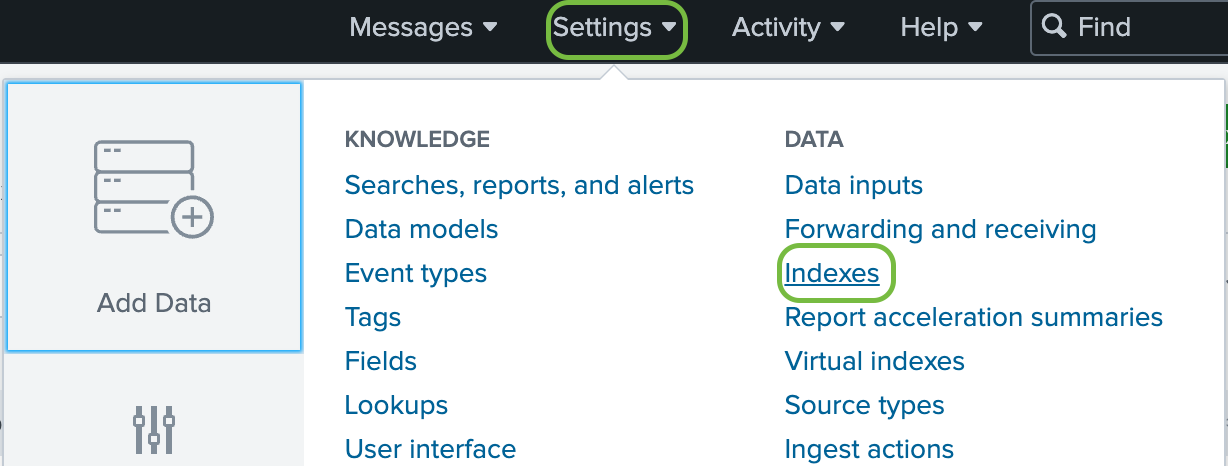 Messages Settings Activity Help Find
KNOWLEDGE
Searches, reports, and alerts
Data models
Event types
Tags
Fields
Lookups
User interface
DATA
Data inputs
Forwarding and receiving
Indexes
Report acceleration summaries
Virtual indexes
Source types
Ingest actions
Add Data